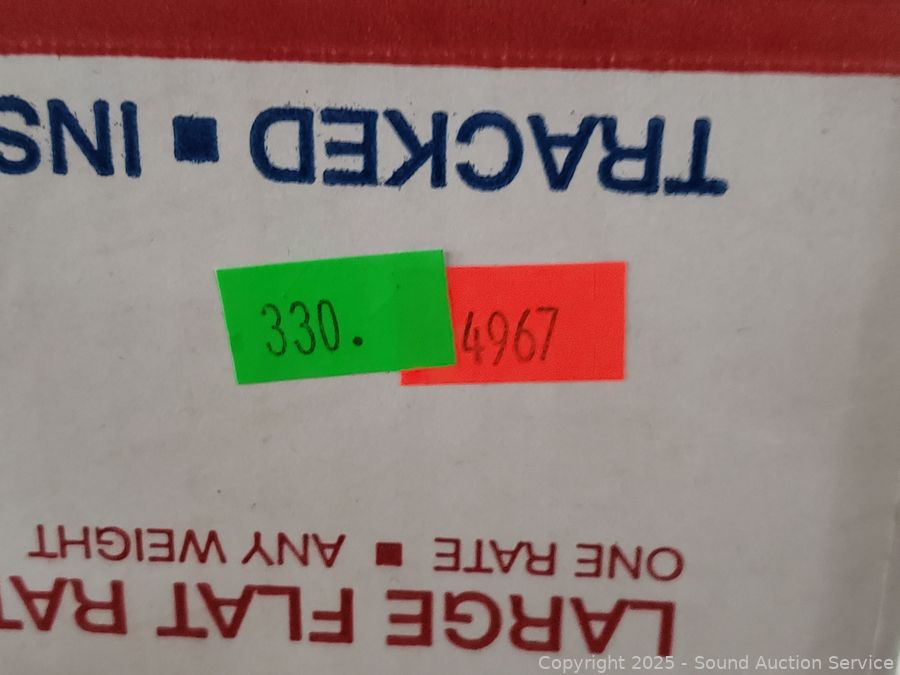 TRACKED ▪ INS
330.
4967
ONE RATE ▪ ANY WEIGHT
LARGE FLAT RAT
Copyright 2025 - Sound Auction Service